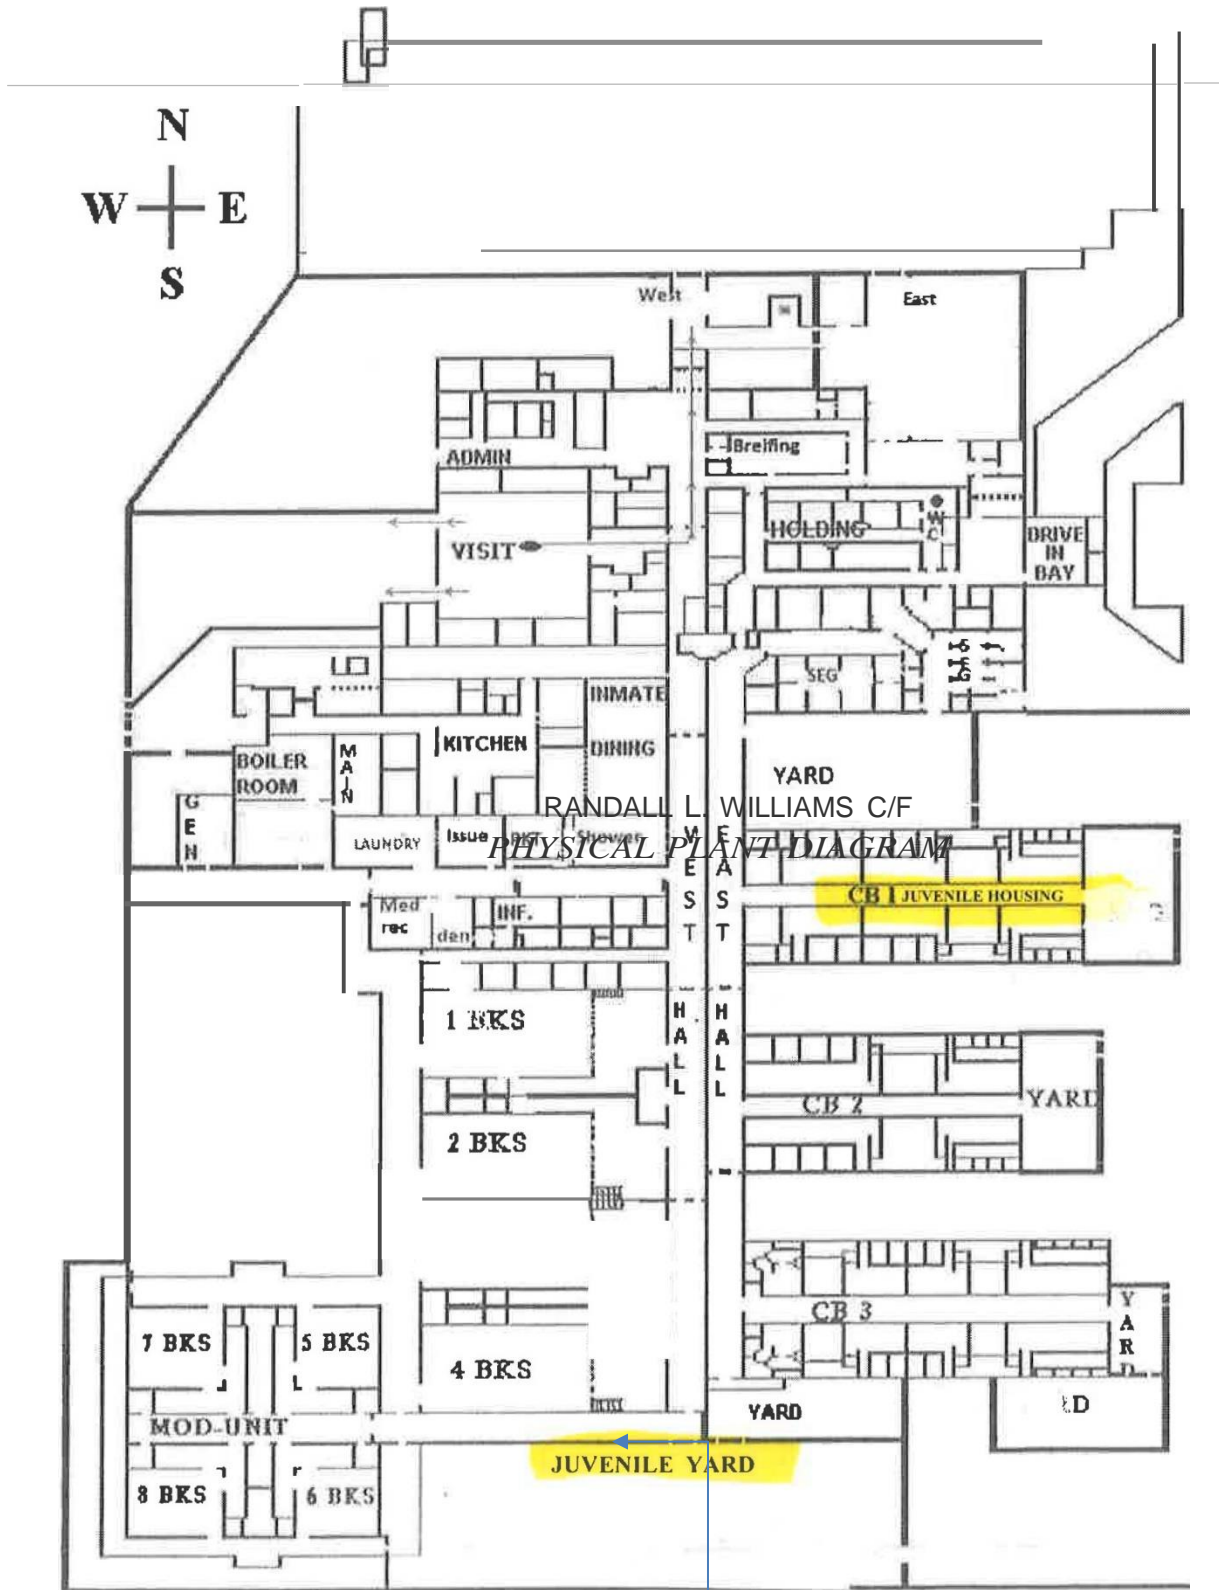 N
W E
S
West
East
Breifing
ADMIN
HOLDING
W
C
VISIT
DRIVE
IN
BAY
S
E
G
SEG
INMATE
DINING
KITCHEN
BOILER
ROOM
M
A
I
N
G
E
N
YARD
RANDALL L. WILLIAMS C/F
PHYSICAL PLANT DIAGRAM
LAUNDRY
Issue
Shower
WEST
EAST
CB 1 JUVENILE HOUSING
Med
rec
den
INF.
HALL
HALL
1 BKS
CB 2
YARD
2 BKS
CB 3
YARD
7 BKS
5 BKS
4 BKS
YARD
MOD-UNIT
JUVENILE YARD
8 BKS
6 BKS